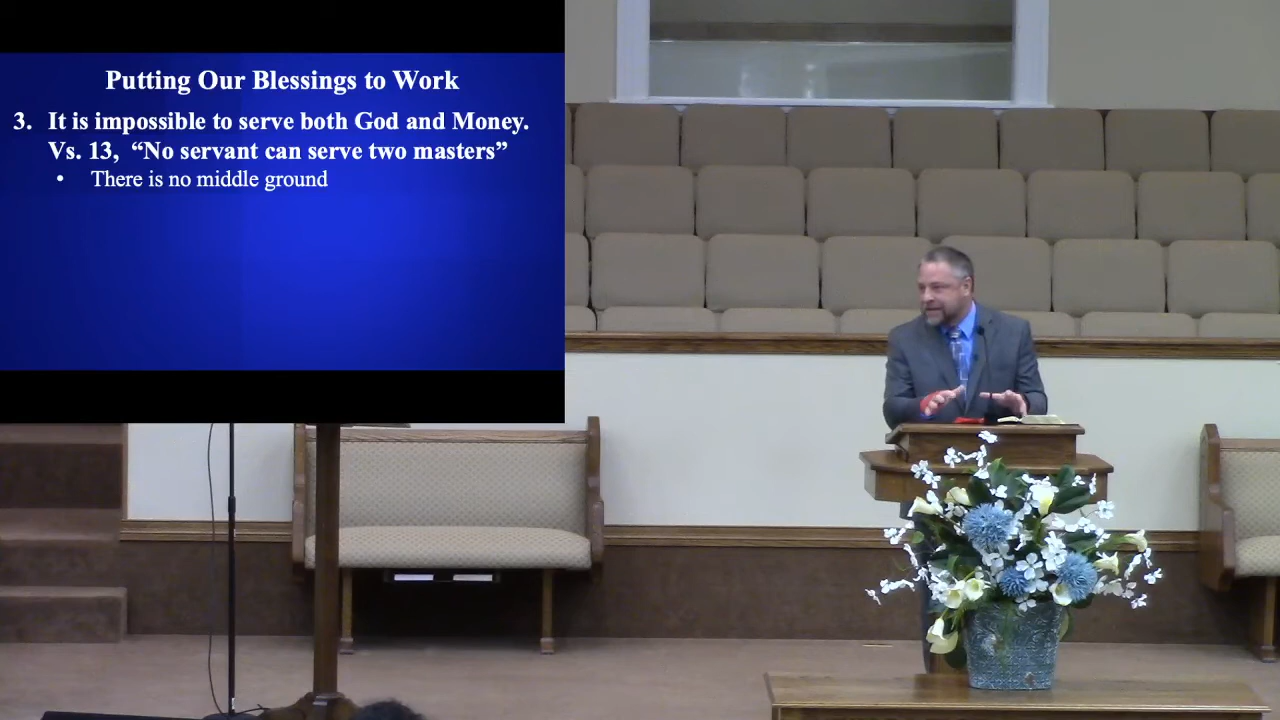 Putting Our Blessings to Work
3. It is impossible to serve both God and Money.
Vs. 13, “No servant can serve two masters”
• There is no middle ground